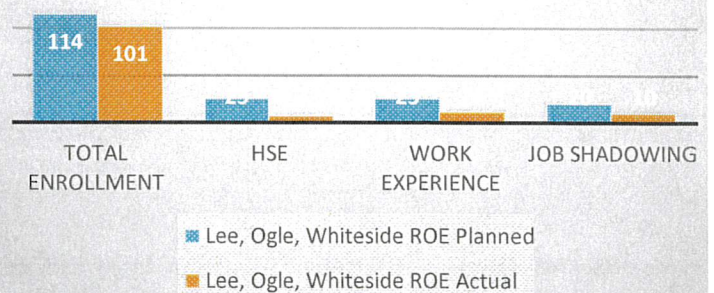 114
101
TOTAL ENROLLMENT
HSE
WORK EXPERIENCE
JOB SHADOWING
Lee, Ogle, Whiteside ROE Planned
Lee, Ogle, Whiteside ROE Actual